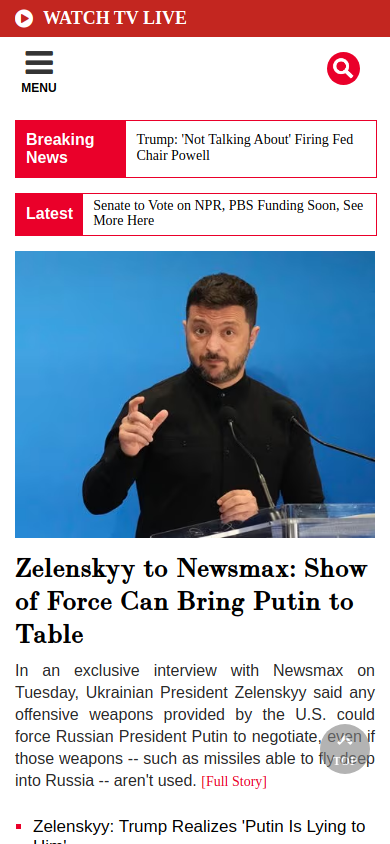 WATCH TV LIVE
MENU
Breaking
News
Trump: 'Not Talking About' Firing Fed
Chair Powell
Latest
Senate to Vote on NPR, PBS Funding Soon, See
More Here
Zelenskyy to Newsmax: Show
of Force Can Bring Putin to
Table
In an exclusive interview with Newsmax on
Tuesday, Ukrainian President Zelenskyy said any
offensive weapons provided by the U.S. could
force Russian President Putin to negotiate, even if
those weapons -- such as missiles able to fly deep
into Russia -- aren't used. [Full Story]
TOP
Zelenskyy: Trump Realizes 'Putin Is Lying to
Him'